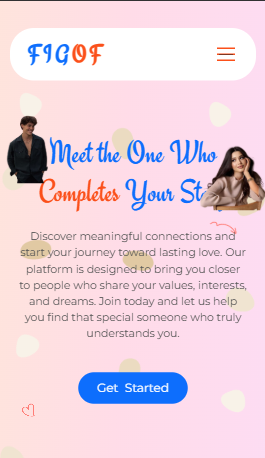 FIGOF
Meet the One Who
Completes Your St
Discover meaningful connections and
start your journey toward lasting love. Our
platform is designed to bring you closer
to people who share your values, interests,
and dreams. Join today and let us help
you find that special someone who truly
understands you.
Get Started